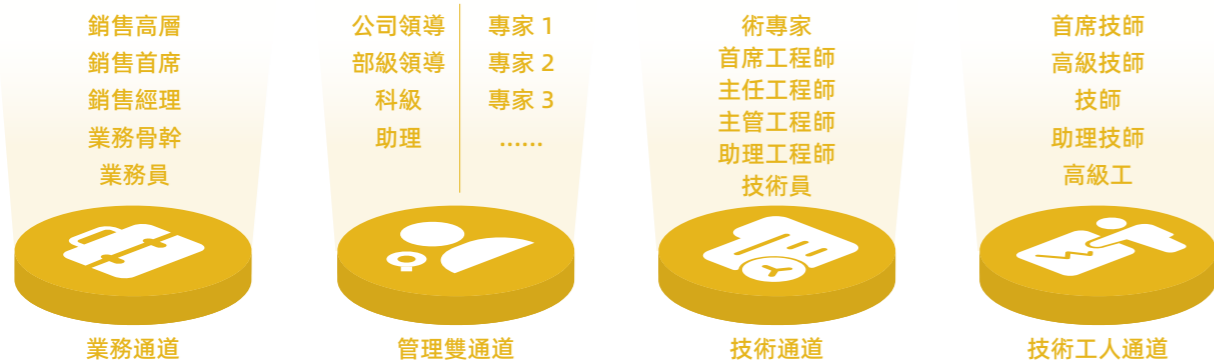 銷售高層
銷售首席
銷售經理
業務骨幹
業務員
業務通道
公司領導
部級領導
科級
助理
專家 1
專家 2
專家 3
......
管理雙通道
術專家
首席工程師
主任工程師
主管工程師
助理工程師
技術員
技術通道
首席技師
高級技師
技師
助理技師
高級工
技術工人通道